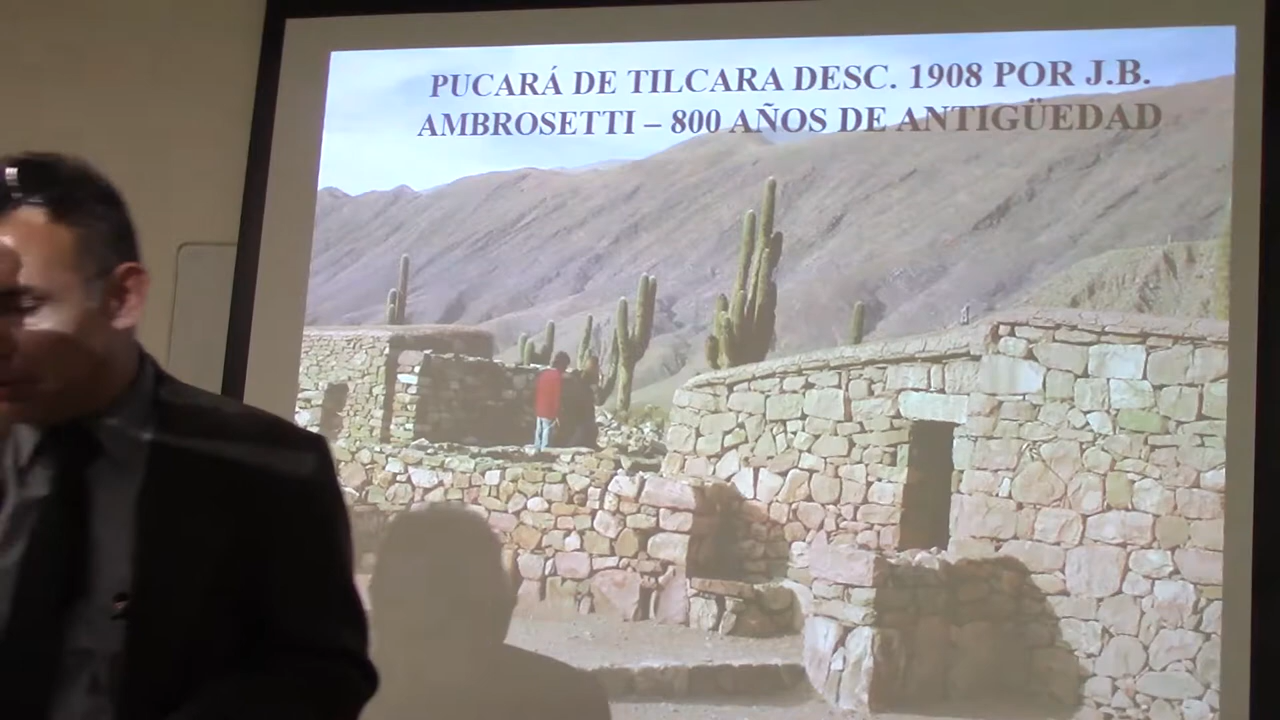 PUCARÁ DE TILCARA DESC. 1908 POR J.B.
AMBROSETTI – 800 AÑOS DE ANTIGÜEDAD